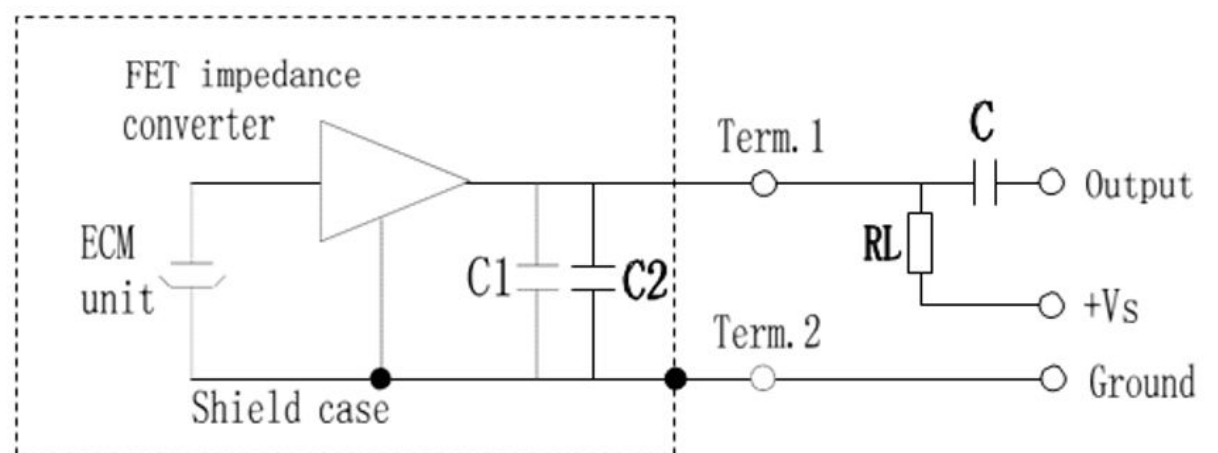 FET impedance
converter
Term.1
C
Output
ECM
unit
C1
C2
RL
+Vs
Term.2
Shield case
Ground